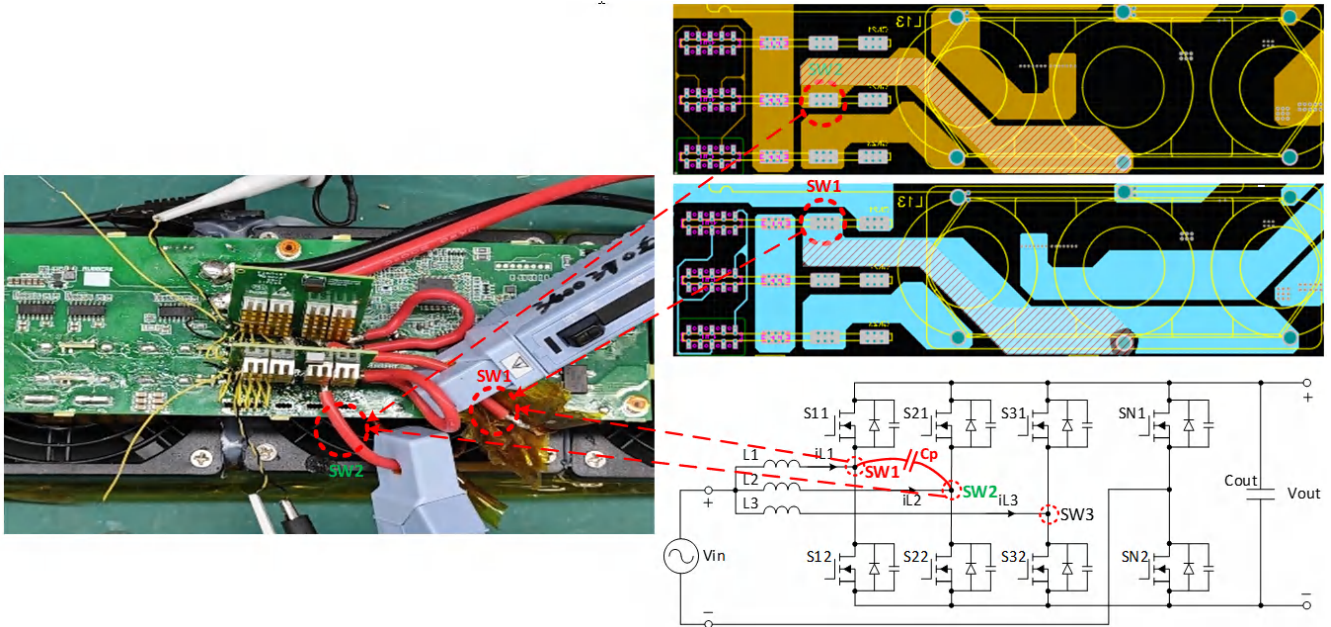 SW2
L13
SW1
L13
SW1
SW2
S11
S21
S31
SN1
+
L1
iL1
Cp
SW1
L2
SW2
Cout
Vout
+
L3
iL2
iL3
SW3
Vin
S12
S22
S32
SN2
−
−